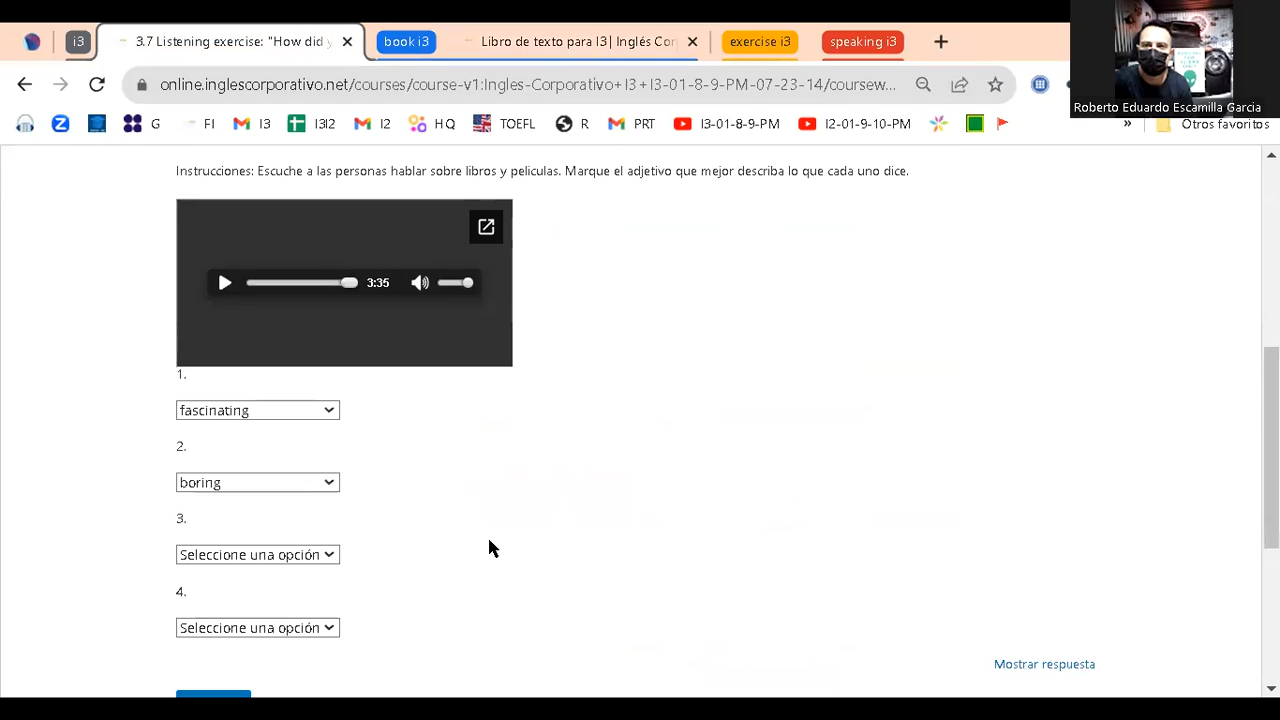 i3
3.7 Listening exercise: "How did y
book i3
Libro de texto para I3 | Inglés Cor
exercise i3
speaking i3
online.inglescorporativo.net/courses/course-v1:Ingles-Corporativo+I3+I3-01-8-9-PM-07-23-14/coursew...
Roberto Eduardo Escamilla Garcia
G
FI
I3
I3I2
I2
HQ
TOEFL
R
PRT
I3-01-8-9-PM
I2-01-9-10-PM
»
Otros favoritos
Instrucciones: Escuche a las personas hablar sobre libros y peliculas. Marque el adjetivo que mejor describa lo que cada uno dice.
3:35
1.
fascinating
2.
boring
3.
Seleccione una opción
4.
Seleccione una opción
Mostrar respuesta